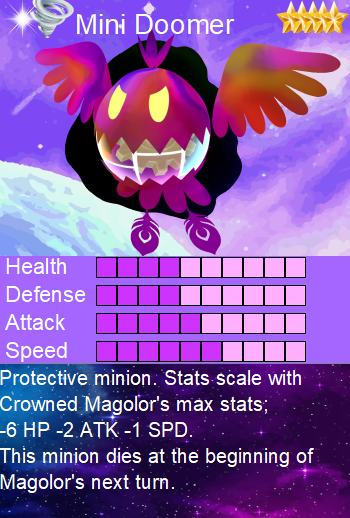 Mini Doomer
Health
Defense
Attack
Speed
Protective minion. Stats scale with
Crowned Magolor's max stats;
-6 HP -2 ATK -1 SPD.
This minion dies at the beginning of
Magolor's next turn.